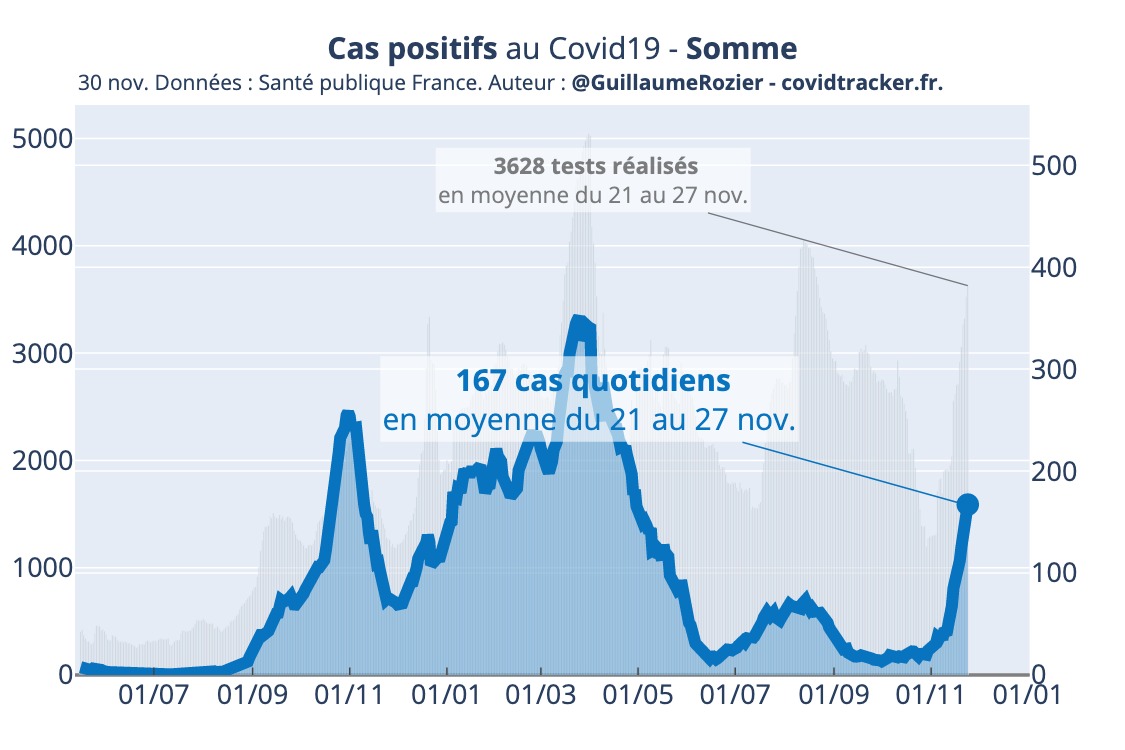 Cas positifs au Covid19 - Somme
30 nov. Données : Santé publique France. Auteur : @GuillaumeRozier - covidtracker.fr.
5000
4000
3000
2000
1000
0
500
400
300
200
100
0
3628 tests réalisés
en moyenne du 21 au 27 nov.
167 cas quotidiens
en moyenne du 21 au 27 nov.
01/07 01/09 01/11 01/01 01/03 01/05 01/07 01/09 01/11 01/01